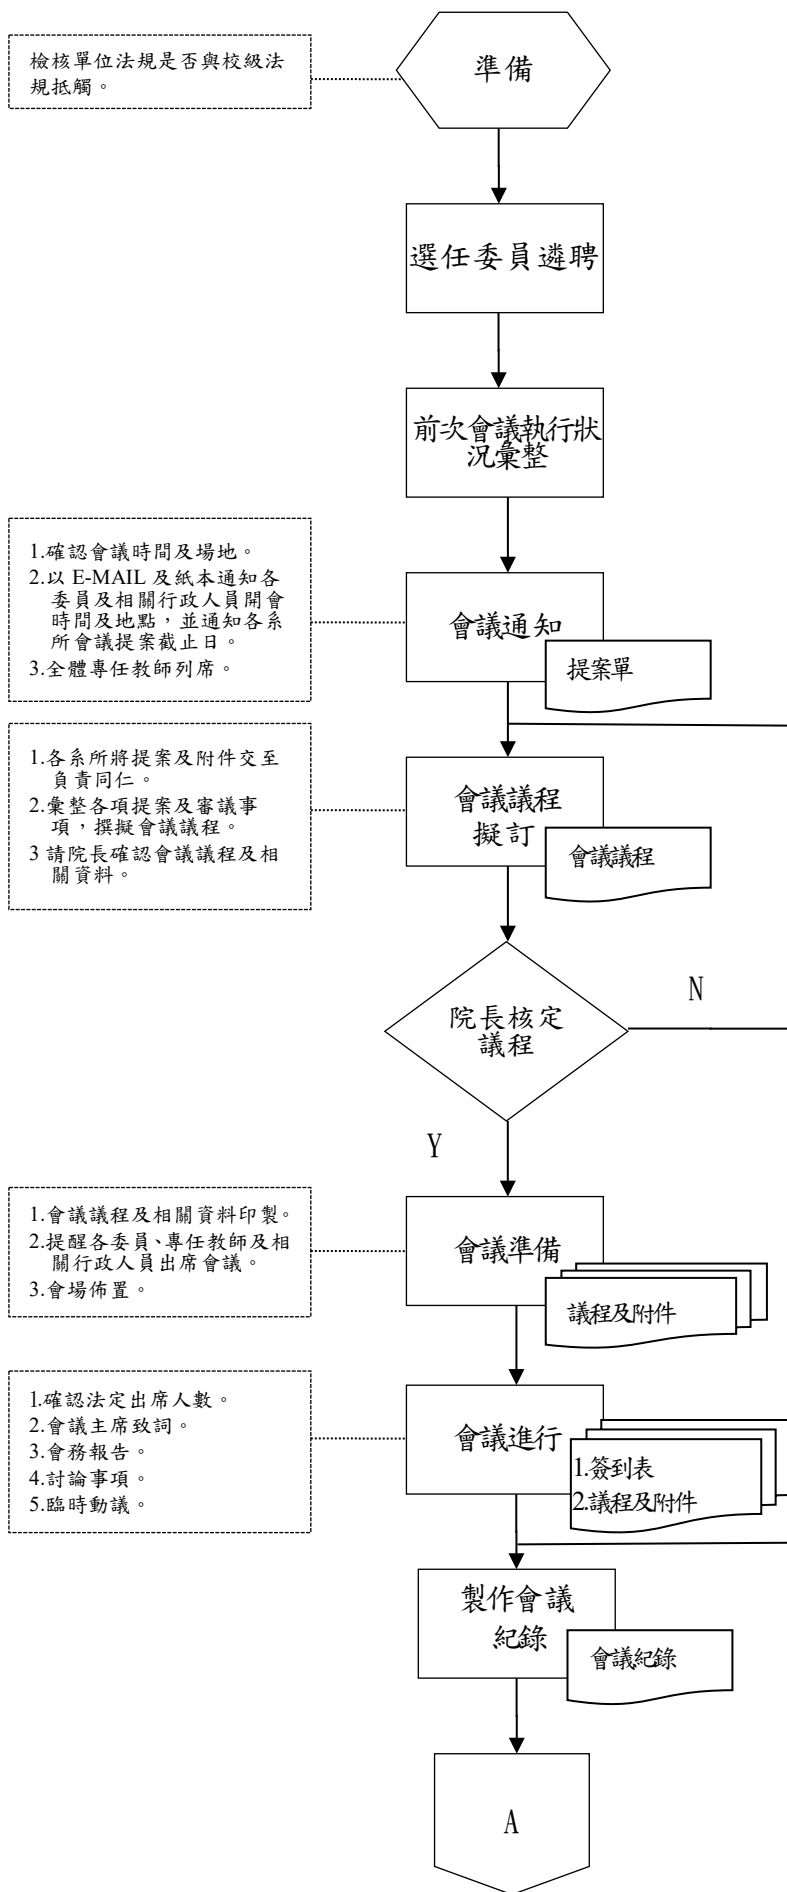 檢核單位法規是否與校級法
規抵觸。
準備
選任委員遴聘
前次會議執行狀
況彙整
1.確認會議時間及場地。
2.以 E-MAIL 及紙本通知各
委員及相關行政人員開會
時間及地點，並通知各系
所會議提案截止日。
3.全體專任教師列席。
會議通知
提案單
1.各系所將提案及附件交至
負責同仁。
2.彙整各項提案及審議事
項，撰擬會議議程。
3 請院長確認會議議程及相
關資料。
會議議程
擬訂
會議議程
院長核定
議程
N
Y
1.會議議程及相關資料印製。
2.提醒各委員、專任教師及相
關行政人員出席會議。
3.會場佈置。
會議準備
議程及附件
1.確認法定出席人數。
2.會議主席致詞。
3.會務報告。
4.討論事項。
5.臨時動議。
會議進行
1.簽到表
2.議程及附件
製作會議
紀錄
會議紀錄
A